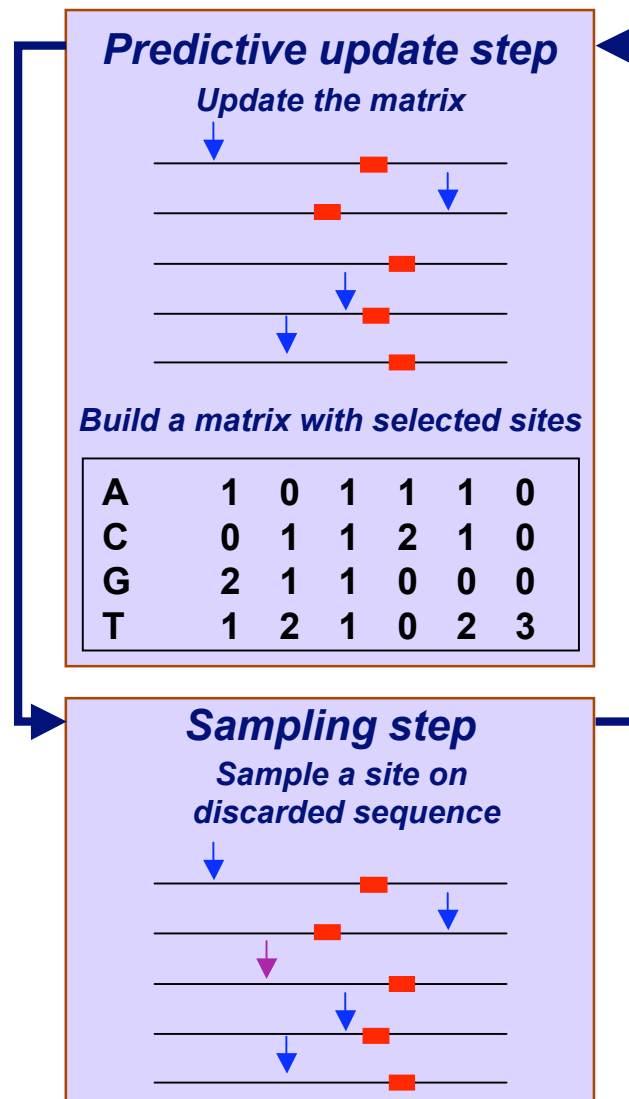 Predictive update step
Update the matrix
Build a matrix with selected sites
A 1 0 1 1 1 0
C 0 1 1 2 1 0
G 2 1 1 0 0 0
T 1 2 1 0 2 3
Sampling step
Sample a site on
discarded sequence